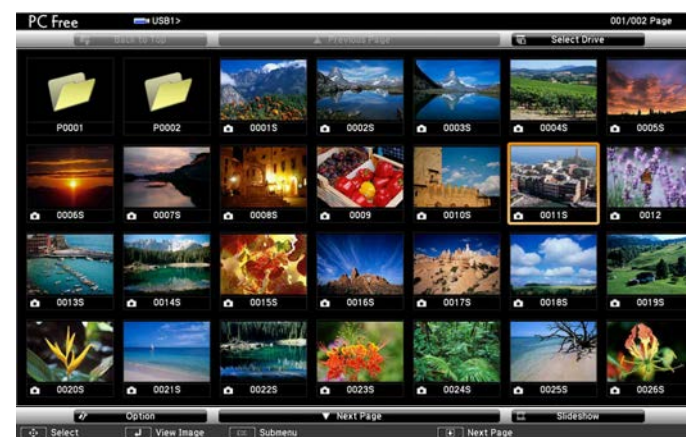 PC Free USB1> 001/002 Page
Back to Top Previous Page Select Drive
P0001 P0002 0001S 0002S 0003S 0004S 0005S
0006S 0007S 0008S 0009 0010S 0011S 0012
0013S 0014S 0015S 0016S 0017S 0018S 0019S
0020S 0021S 0022S 0023S 0024S 0025S 0026S
Option Next Page Slideshow
Select View Image Esc Submenu Next Page